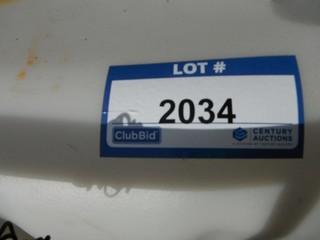 LOT #
2034
ClubBid
CENTURY
AUCTIONS